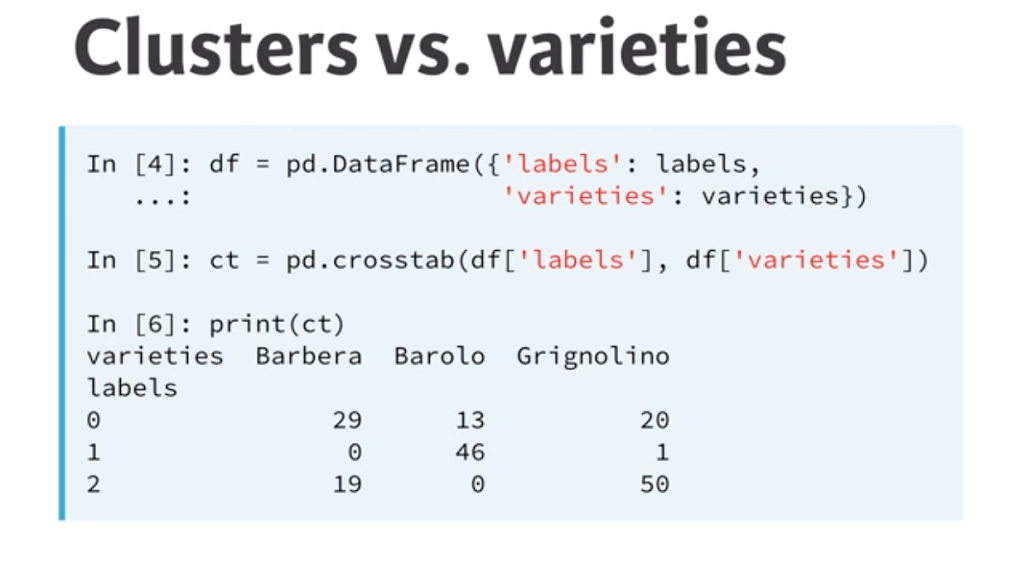 Clusters vs. varieties
In [4]: df = pd.DataFrame({'labels': labels,
   ...:                    'varieties': varieties})
In [5]: ct = pd.crosstab(df['labels'], df['varieties'])
In [6]: print(ct)
varieties  Barbera  Barolo  Grignolino
labels
0               29      13          20
1                0      46           1
2               19       0          50